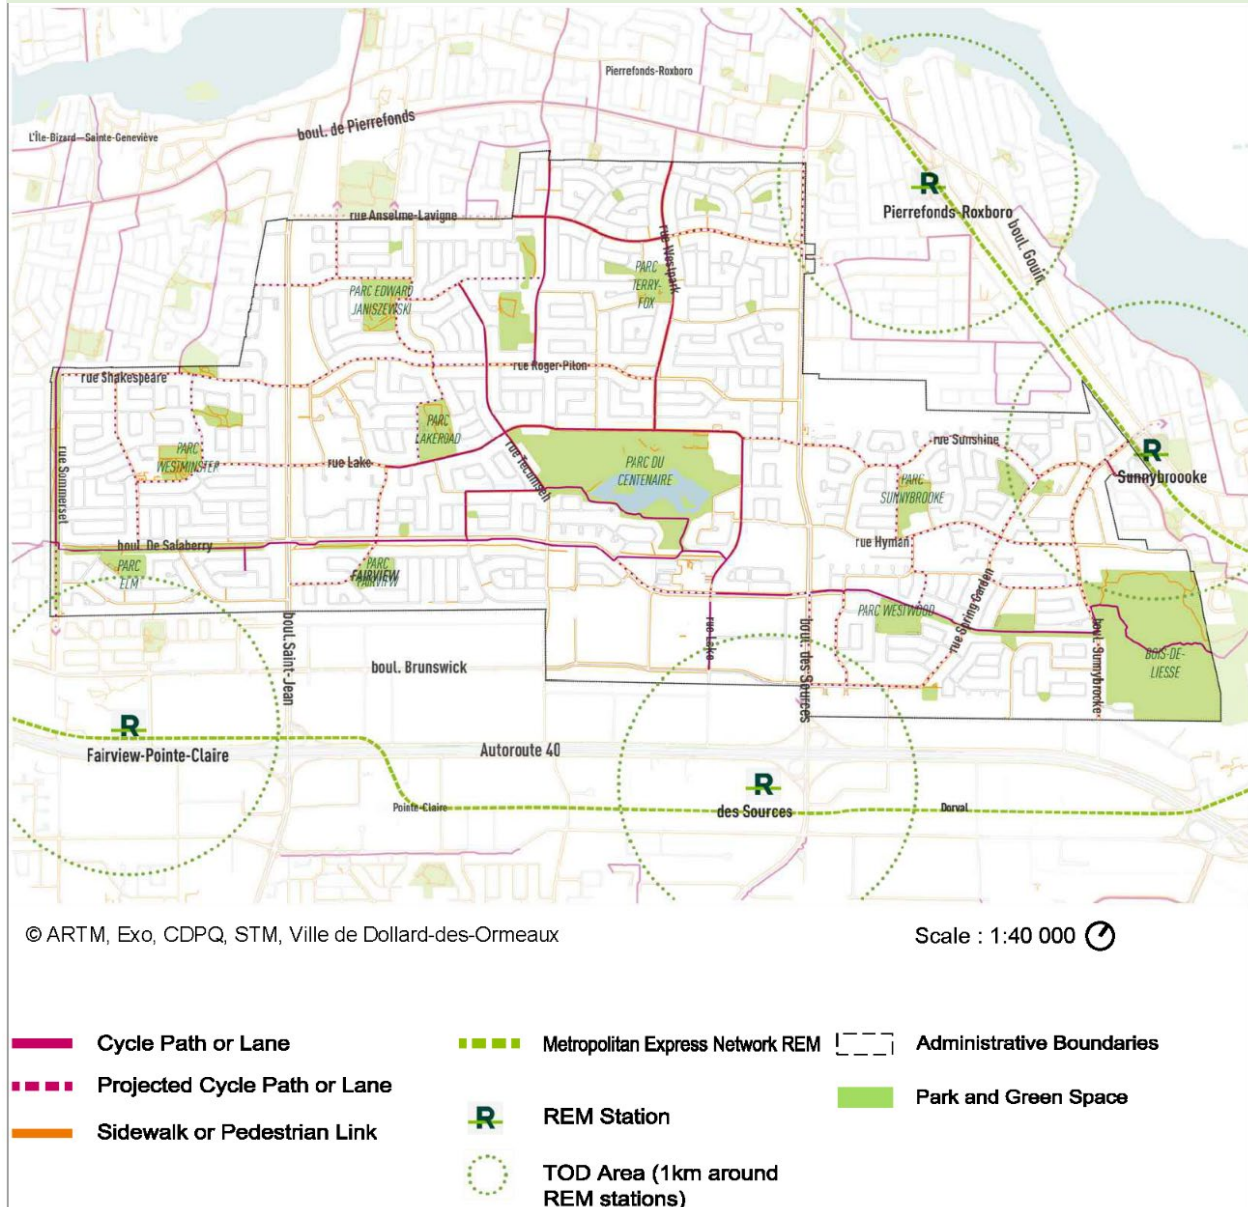 Pierrefonds-Roxboro
boul. de Pierrefonds
L'Île-Bizard—Sainte-Geneviève
R
Pierrefonds-Roxboro
rue Anselme-Lavigne
boul. Gouin
rue Westpark
PARC
TERRY-
FOX
PARC EDWARD
JANISZEWSKI
rue Roger-Pilon
rue Shakespeare
PARC
LAKEROAD
rue Sunshine
R
Sunnybroooke
rue Sommerset
PARC
WESTMINSTER
rue Lake
rue Tecumseh
PARC DU
CENTENAIRE
PARC
SUNNYBROOKE
rue Hyman
boul. De Salaberry
PARC
ELM
PARC
FAIRVIEW
FAIRVIEW
PARC WESTWOOD
rue Spring Garden
boul. Saint-Jean
rue Lake
boul. des Sources
boul. Sunnybrooke
BOIS-DE-
LIESSE
boul. Brunswick
R
Fairview-Pointe-Claire
Autoroute 40
R
des Sources
Pointe-Claire
Dorval
© ARTM, Exo, CDPQ, STM, Ville de Dollard-des-Ormeaux
Scale : 1:40 000
Cycle Path or Lane
Projected Cycle Path or Lane
Sidewalk or Pedestrian Link
Metropolitan Express Network REM
R
REM Station
TOD Area (1km around
REM stations)
Administrative Boundaries
Park and Green Space